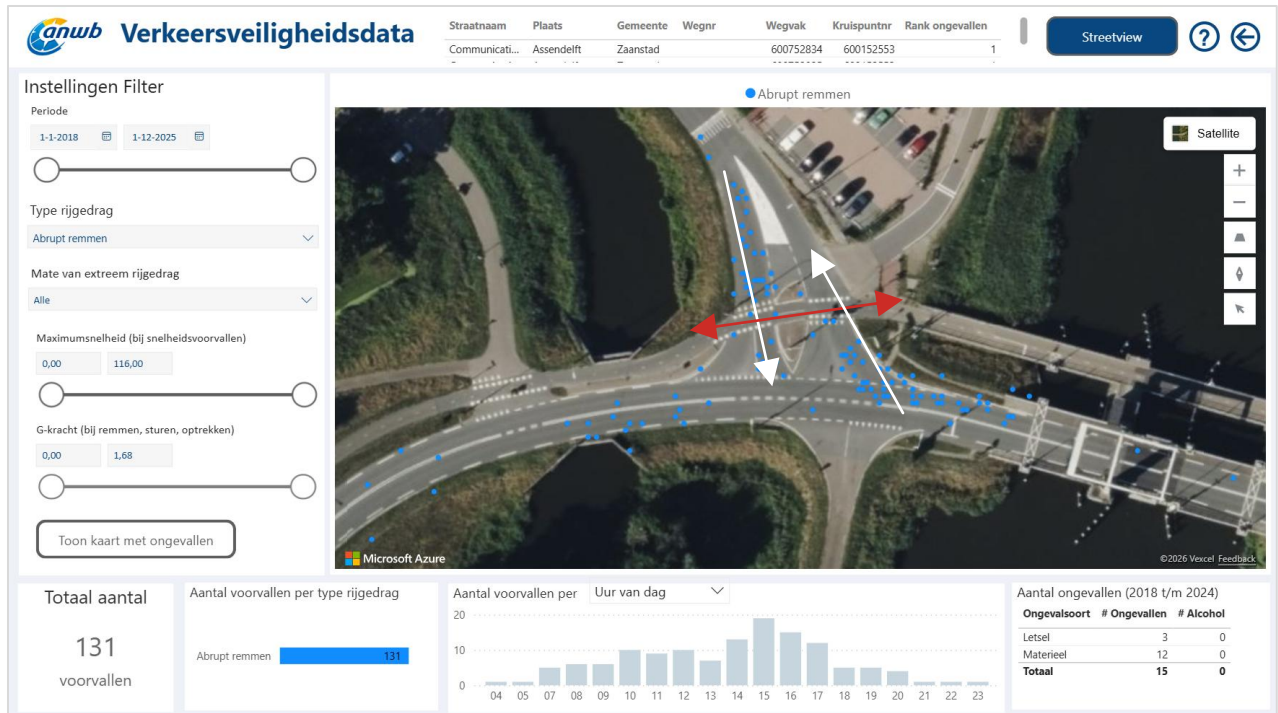 anwb
Verkeersveiligheidsdata
Straatnaam Plaats Gemeente Wegnr Wegvak Kruispuntnr Rank ongevallen
Communicati... Assendelft Zaanstad 600752834 600152553 1
Streetview
?
Instellingen Filter
Periode
1-1-2018 1-12-2025
Type rijgedrag
Abrupt remmen
Mate van extreem rijgedrag
Alle
Maximumsnelheid (bij snelheidsvoorvallen)
0,00 116,00
G-kracht (bij remmen, sturen, optrekken)
0,00 1,68
Toon kaart met ongevallen
Abrupt remmen
Satellite
Microsoft Azure
©2026 Vexcel Feedback
Totaal aantal
131
voorvallen
Aantal voorvallen per type rijgedrag
Abrupt remmen 131
Aantal voorvallen per Uur van dag
20
10
0
04 05 07 08 09 10 11 12 13 14 15 16 17 18 19 20 21 22 23
Aantal ongevallen (2018 t/m 2024)
Ongevalsoort # Ongevallen # Alcohol
Letsel 3 0
Materieel 12 0
Totaal 15 0